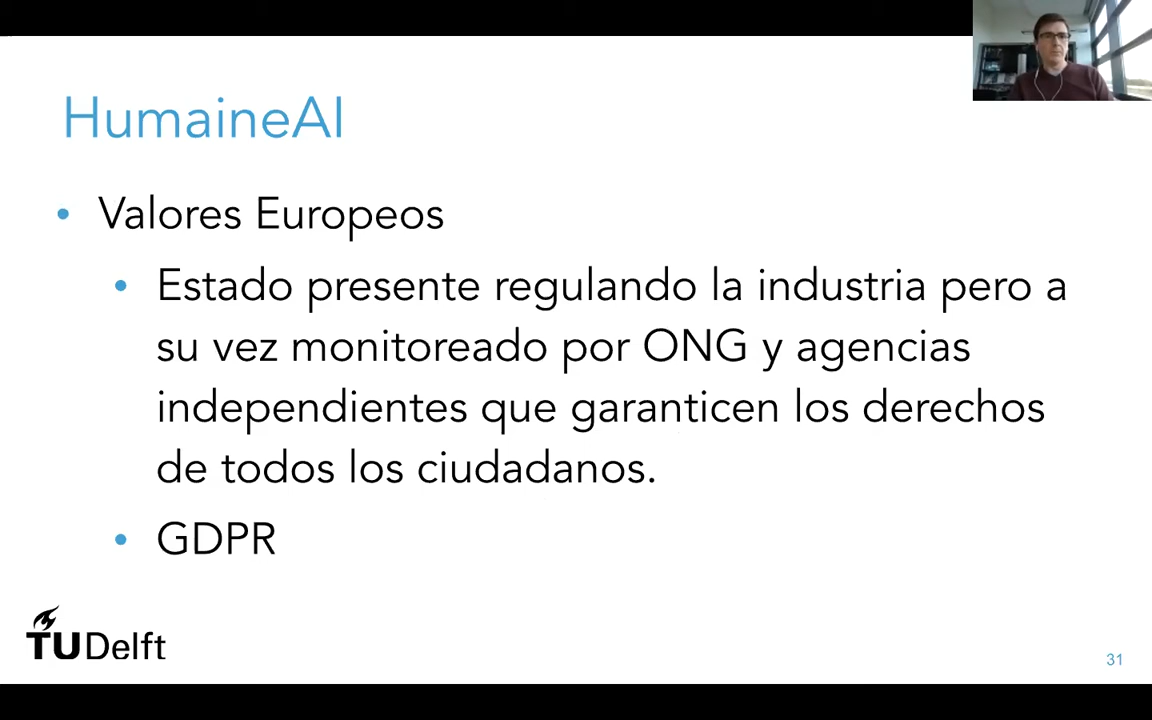 HumaineAI
• Valores Europeos
• Estado presente regulando la industria pero a
su vez monitoreado por ONG y agencias
independientes que garanticen los derechos
de todos los ciudadanos.
• GDPR
TUDelft
31